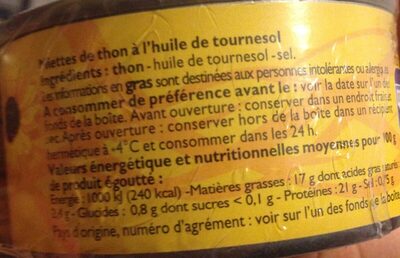 Miettes de thon à l'huile de tournesol
Ingrédients : thon - huile de tournesol - sel.
Les informations en gras sont destinées aux personnes intolérantes ou allergiques.
A consommer de préférence avant le : voir la date sur l'un des
fonds de la boîte. Avant ouverture : conserver dans un endroit frais et
sec. Après ouverture : conserver hors de la boîte dans un récipient
hermétique à -4°C et consommer dans les 24 h.
Valeurs énergétique et nutritionnelles moyennes pour 100 g
de produit égoutté :
Energie : 1000 kJ (240 kcal) - Matières grasses : 17 g dont acides gras saturés
g - Glucides : 0,8 g dont sucres < 0,1 g - Protéines : 21 g - Sel : 0,75 g
Pays d'origine, numéro d'agrément : voir sur l'un des fonds de la boîte